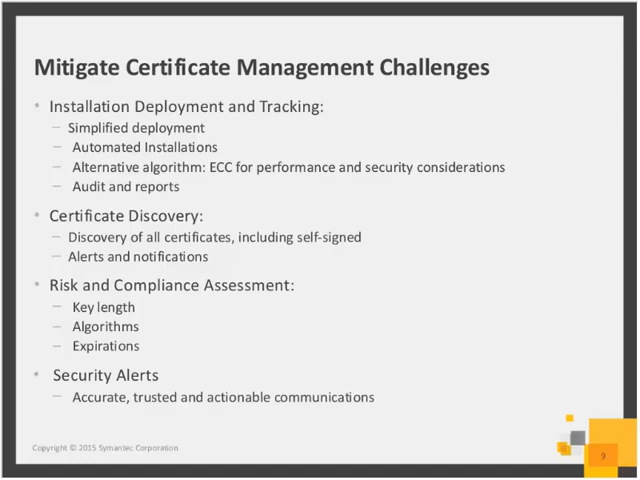 Mitigate Certificate Management Challenges
• Installation Deployment and Tracking:
– Simplified deployment
– Automated Installations
– Alternative algorithm: ECC for performance and security considerations
– Audit and reports
• Certificate Discovery:
– Discovery of all certificates, including self-signed
– Alerts and notifications
• Risk and Compliance Assessment:
– Key length
– Algorithms
– Expirations
• Security Alerts
– Accurate, trusted and actionable communications
Copyright © 2015 Symantec Corporation
9